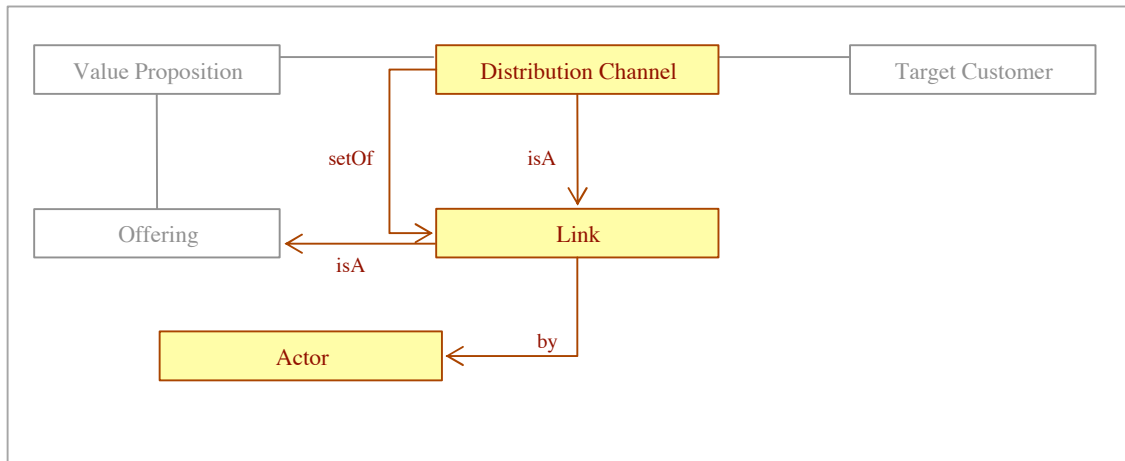 Value Proposition
Distribution Channel
Target Customer
setOf
isA
Offering
Link
isA
Actor
by